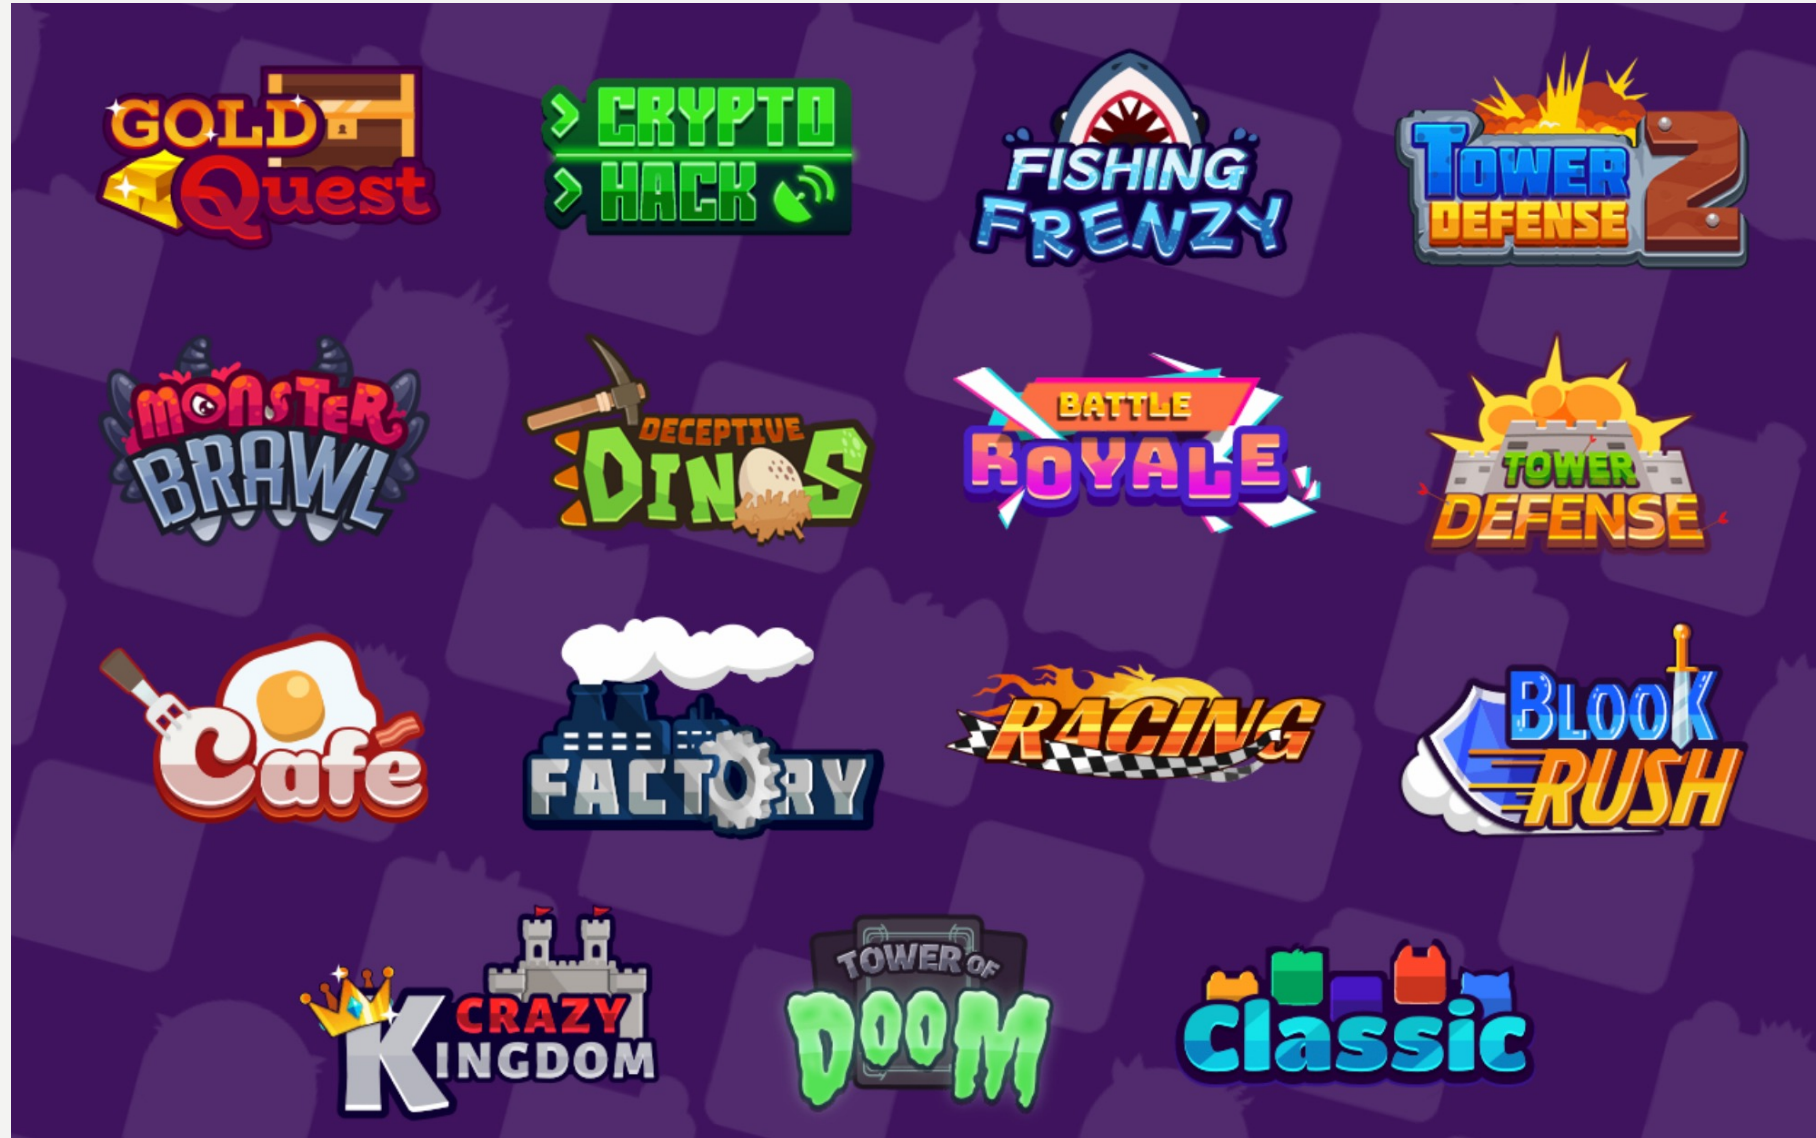 GOLD
Quest
> CRYPTO
> HACK
FISHING
FRENZY
TOWER
DEFENSE 2
MONSTER
BRAWL
DECEPTIVE
DINOS
BATTLE
ROYALE
TOWER
DEFENSE
Café
FACTORY
RACING
BLOOK
RUSH
CRAZY
KINGDOM
TOWER OF
DOOM
Classic